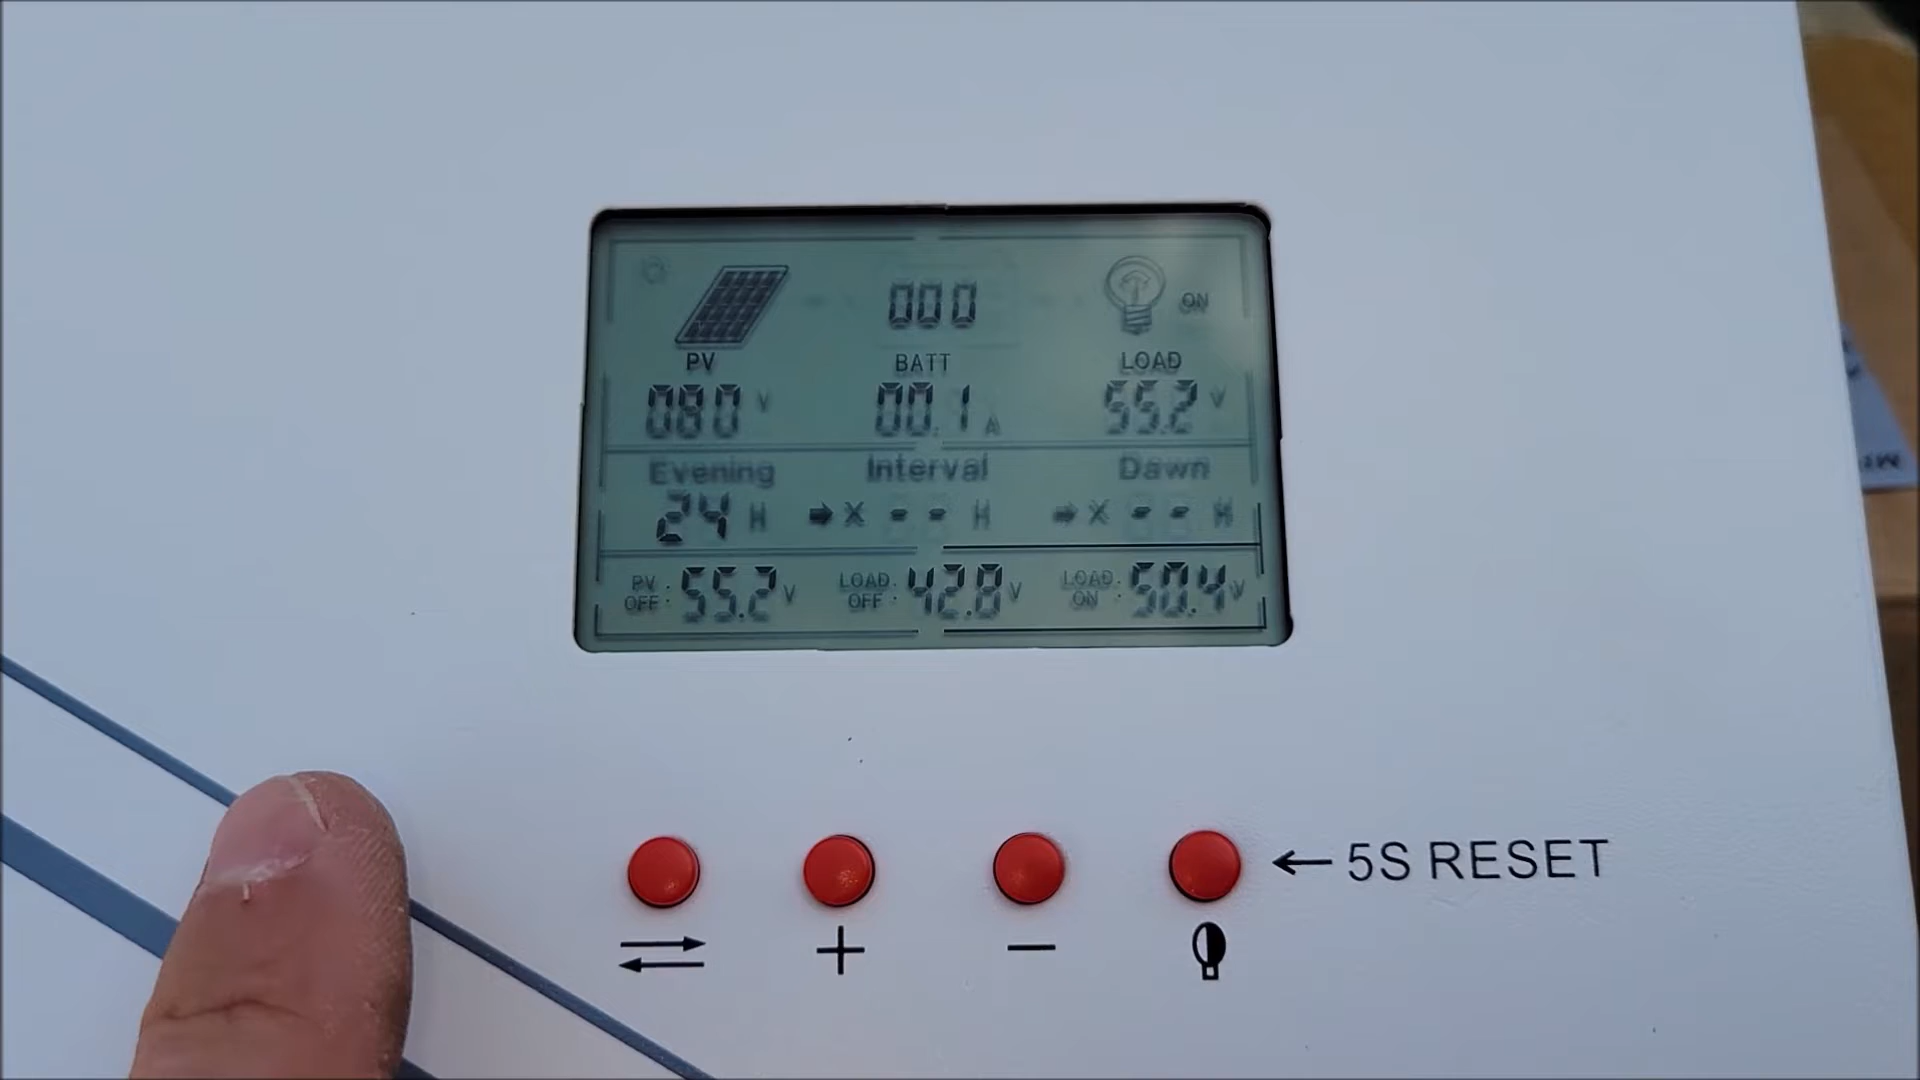 000 ON
PV BATT LOAD
080 V 00.1 A 55.2 V
Evening Interval Dawn
24 H ➡ X - - H ➡ X - - H
PV OFF : 55.2 V LOAD OFF : 42.8 V LOAD ON : 50.4 V
← 5S RESET
+ −